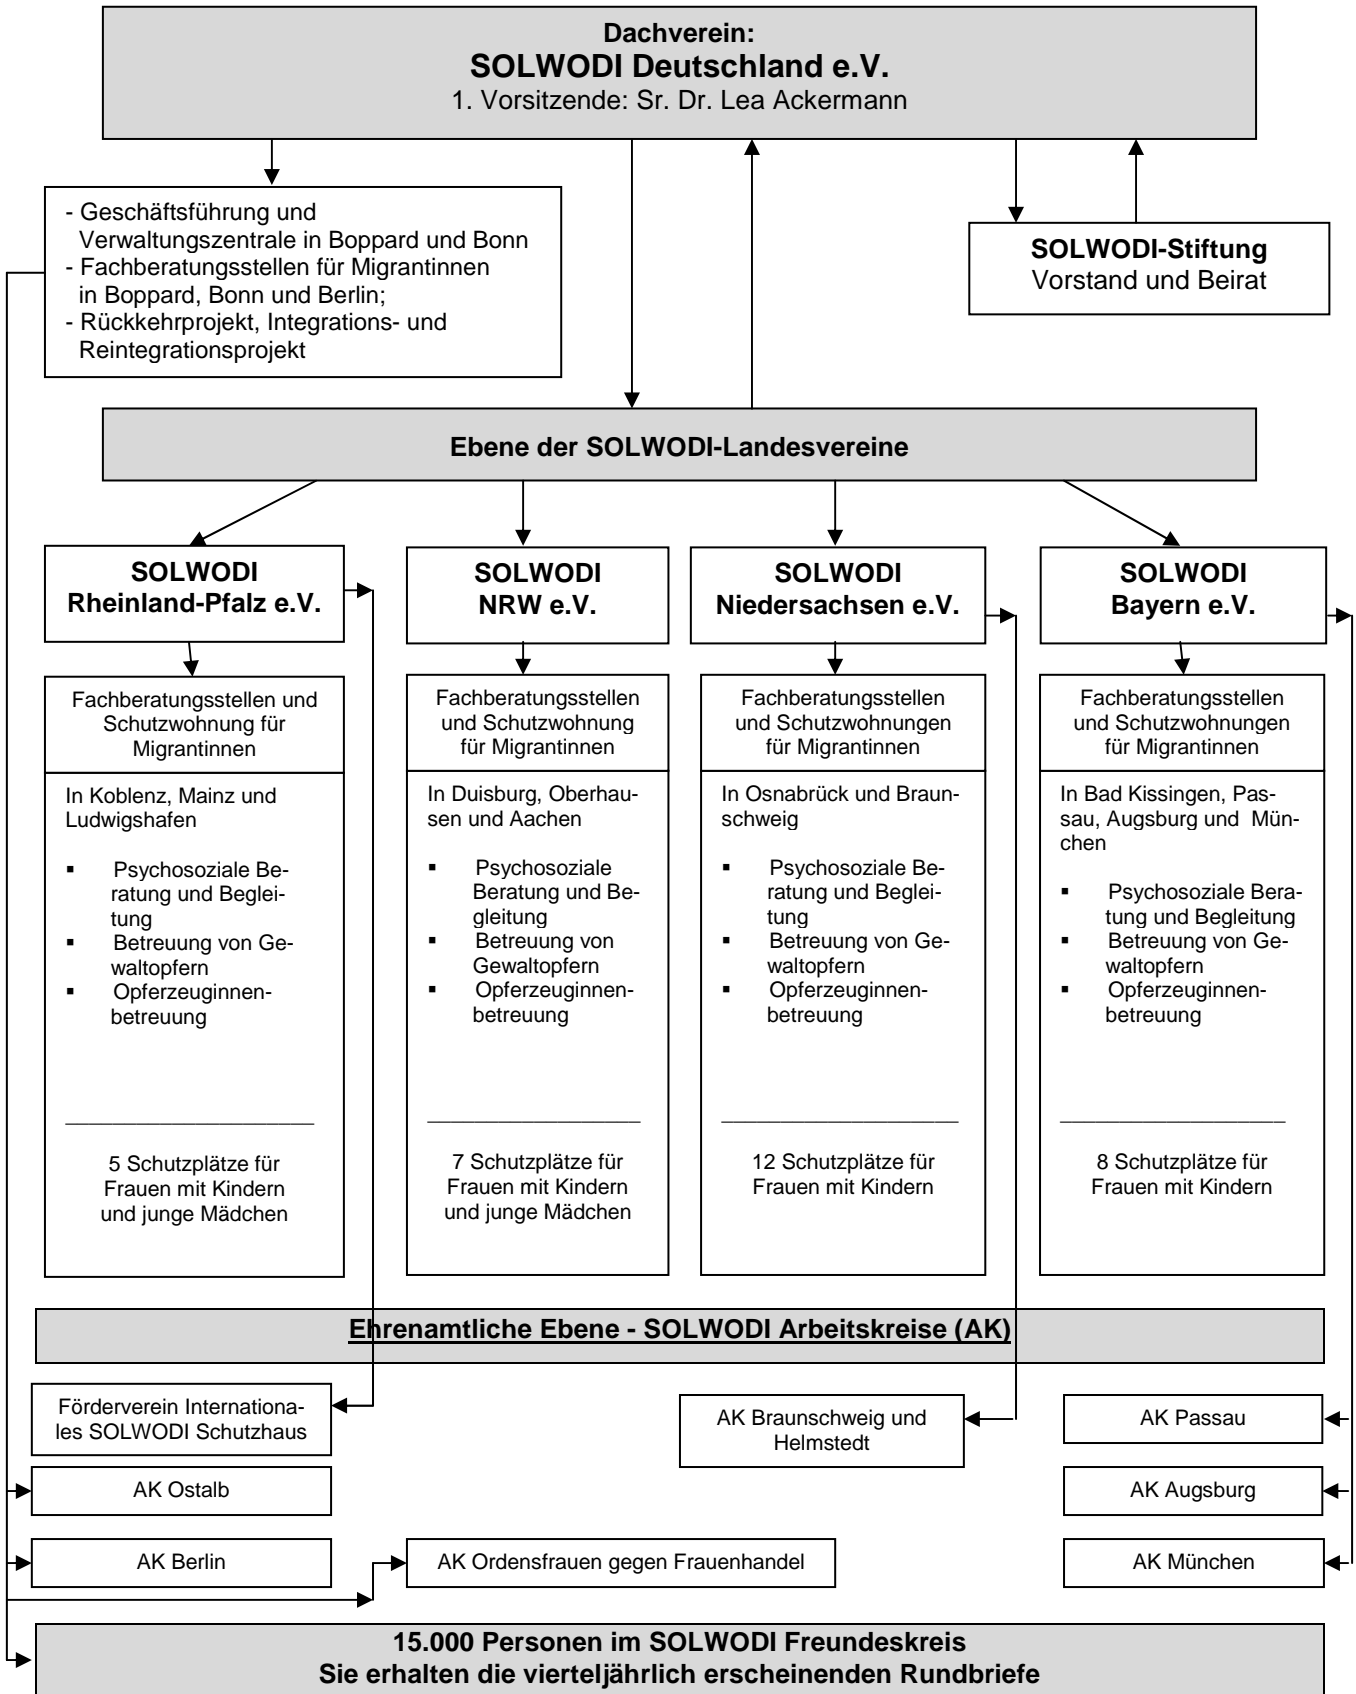 Dachverein:
SOLWODI Deutschland e.V.
1. Vorsitzende: Sr. Dr. Lea Ackermann
- Geschäftsführung und
Verwaltungszentrale in Boppard und Bonn
- Fachberatungsstellen für Migrantinnen
in Boppard, Bonn und Berlin;
- Rückkehrprojekt, Integrations- und
Reintegrationsprojekt
SOLWODI-Stiftung
Vorstand und Beirat
Ebene der SOLWODI-Landesvereine
SOLWODI
Rheinland-Pfalz e.V.
SOLWODI
NRW e.V.
SOLWODI
Niedersachsen e.V.
SOLWODI
Bayern e.V.
Fachberatungsstellen und
Schutzwohnung für
Migrantinnen
In Koblenz, Mainz und
Ludwigshafen
▪ Psychosoziale Be-
ratung und Beglei-
tung
▪ Betreuung von Ge-
waltopfern
▪ Opferzeuginnen-
betreuung
5 Schutzplätze für
Frauen mit Kindern
und junge Mädchen
Fachberatungsstellen
und Schutzwohnung
für Migrantinnen
In Duisburg, Oberhau-
sen und Aachen
▪ Psychosoziale
Beratung und Be-
gleitung
▪ Betreuung von
Gewaltopfern
▪ Opferzeuginnen-
betreuung
7 Schutzplätze für
Frauen mit Kindern
und junge Mädchen
Fachberatungsstellen
und Schutzwohnungen
für Migrantinnen
In Osnabrück und Braun-
schweig
▪ Psychosoziale Be-
ratung und Beglei-
tung
▪ Betreuung von Ge-
waltopfern
▪ Opferzeuginnen-
betreuung
12 Schutzplätze für
Frauen mit Kindern
Fachberatungsstellen
und Schutzwohnungen
für Migrantinnen
In Bad Kissingen, Pas-
sau, Augsburg und Mün-
chen
▪ Psychosoziale Bera-
tung und Begleitung
▪ Betreuung von Ge-
waltopfern
▪ Opferzeuginnen-
betreuung
8 Schutzplätze für
Frauen mit Kindern
Ehrenamtliche Ebene - SOLWODI Arbeitskreise (AK)
Förderverein Internationa-
les SOLWODI Schutzhaus
AK Braunschweig und
Helmstedt
AK Passau
AK Ostalb
AK Augsburg
AK Berlin
AK Ordensfrauen gegen Frauenhandel
AK München
15.000 Personen im SOLWODI Freundeskreis
Sie erhalten die vierteljährlich erscheinenden Rundbriefe